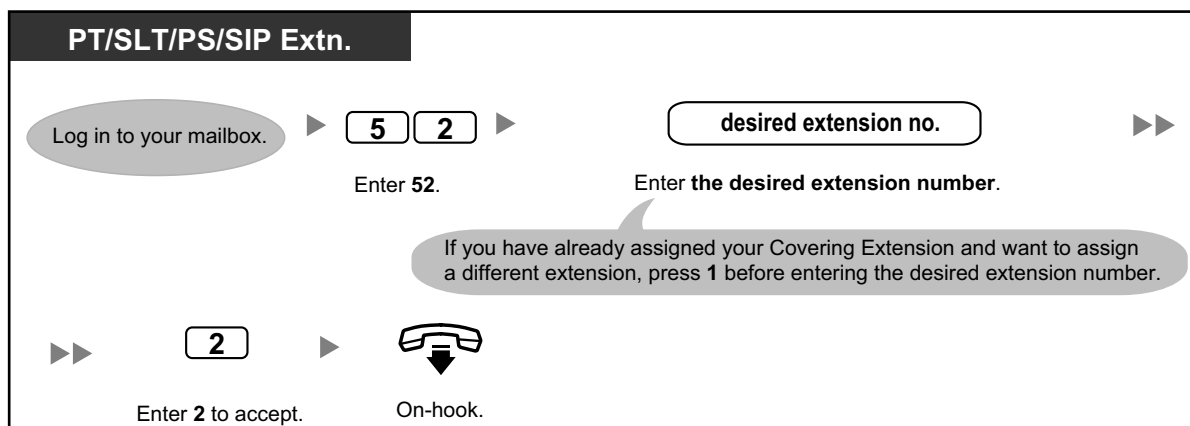 PT/SLT/PS/SIP Extn.
Log in to your mailbox.
5 2
desired extension no.
Enter 52.
Enter the desired extension number.
If you have already assigned your Covering Extension and want to assign
a different extension, press 1 before entering the desired extension number.
2
Enter 2 to accept.
On-hook.